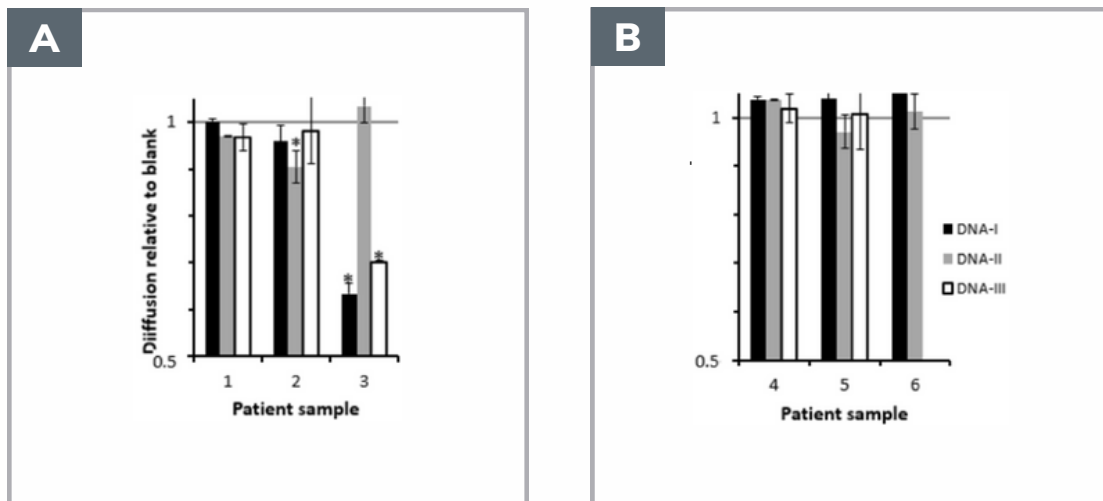 A
Diiffusion relative to blank
1
0.5
*
*
*
1
2
3
Patient sample
B
1
0.5
DNA-I
DNA-II
DNA-III
4
5
6
Patient sample